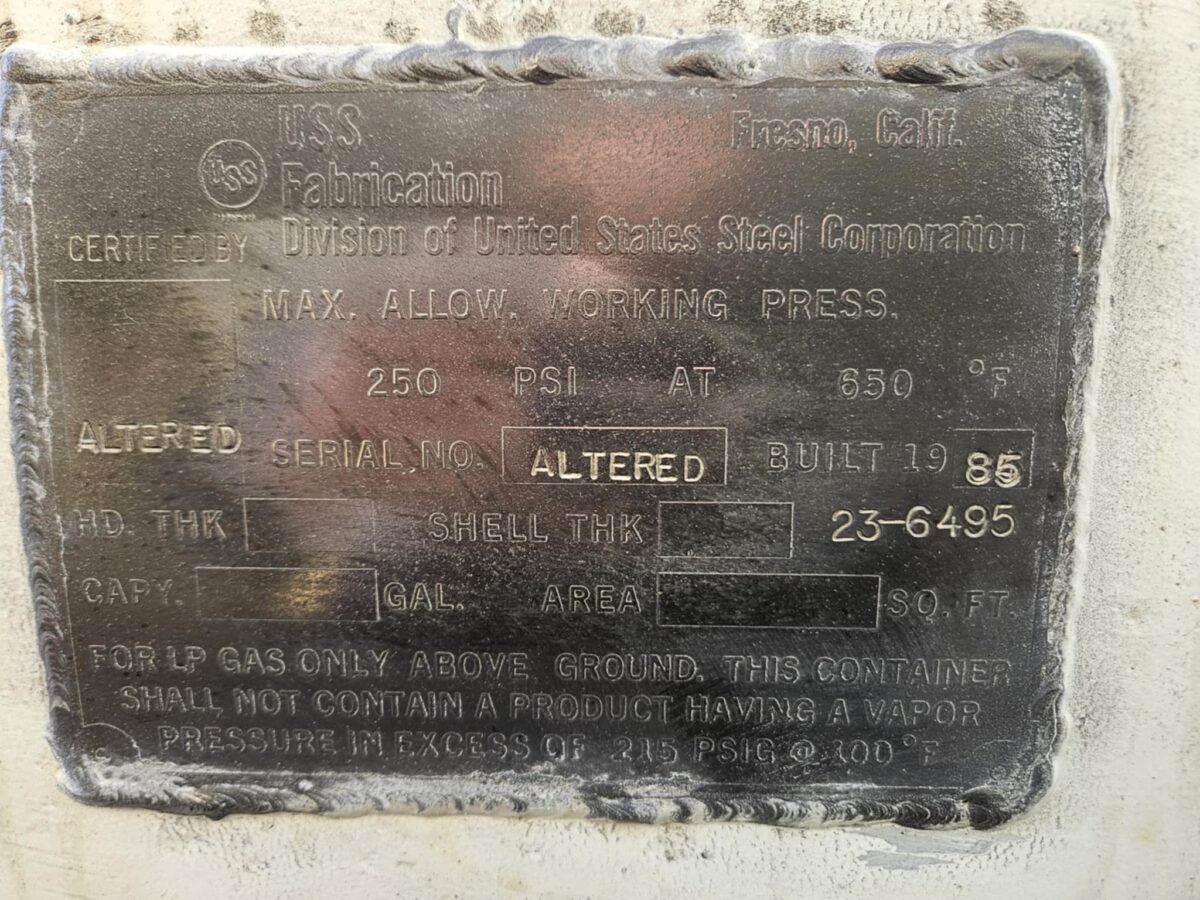 USS Fresno, Calif.
USS Fabrication
CERTIFIED BY Division of United States Steel Corporation
MAX. ALLOW. WORKING PRESS.
250 PSI AT 650 °F
ALTERED SERIAL NO. ALTERED BUILT 19 85
HD. THK SHELL THK 23-6495
CAPY. GAL. AREA SQ. FT.
FOR LP GAS ONLY ABOVE GROUND. THIS CONTAINER
SHALL NOT CONTAIN A PRODUCT HAVING A VAPOR
PRESSURE IN EXCESS OF 215 PSIG @ 100 °F